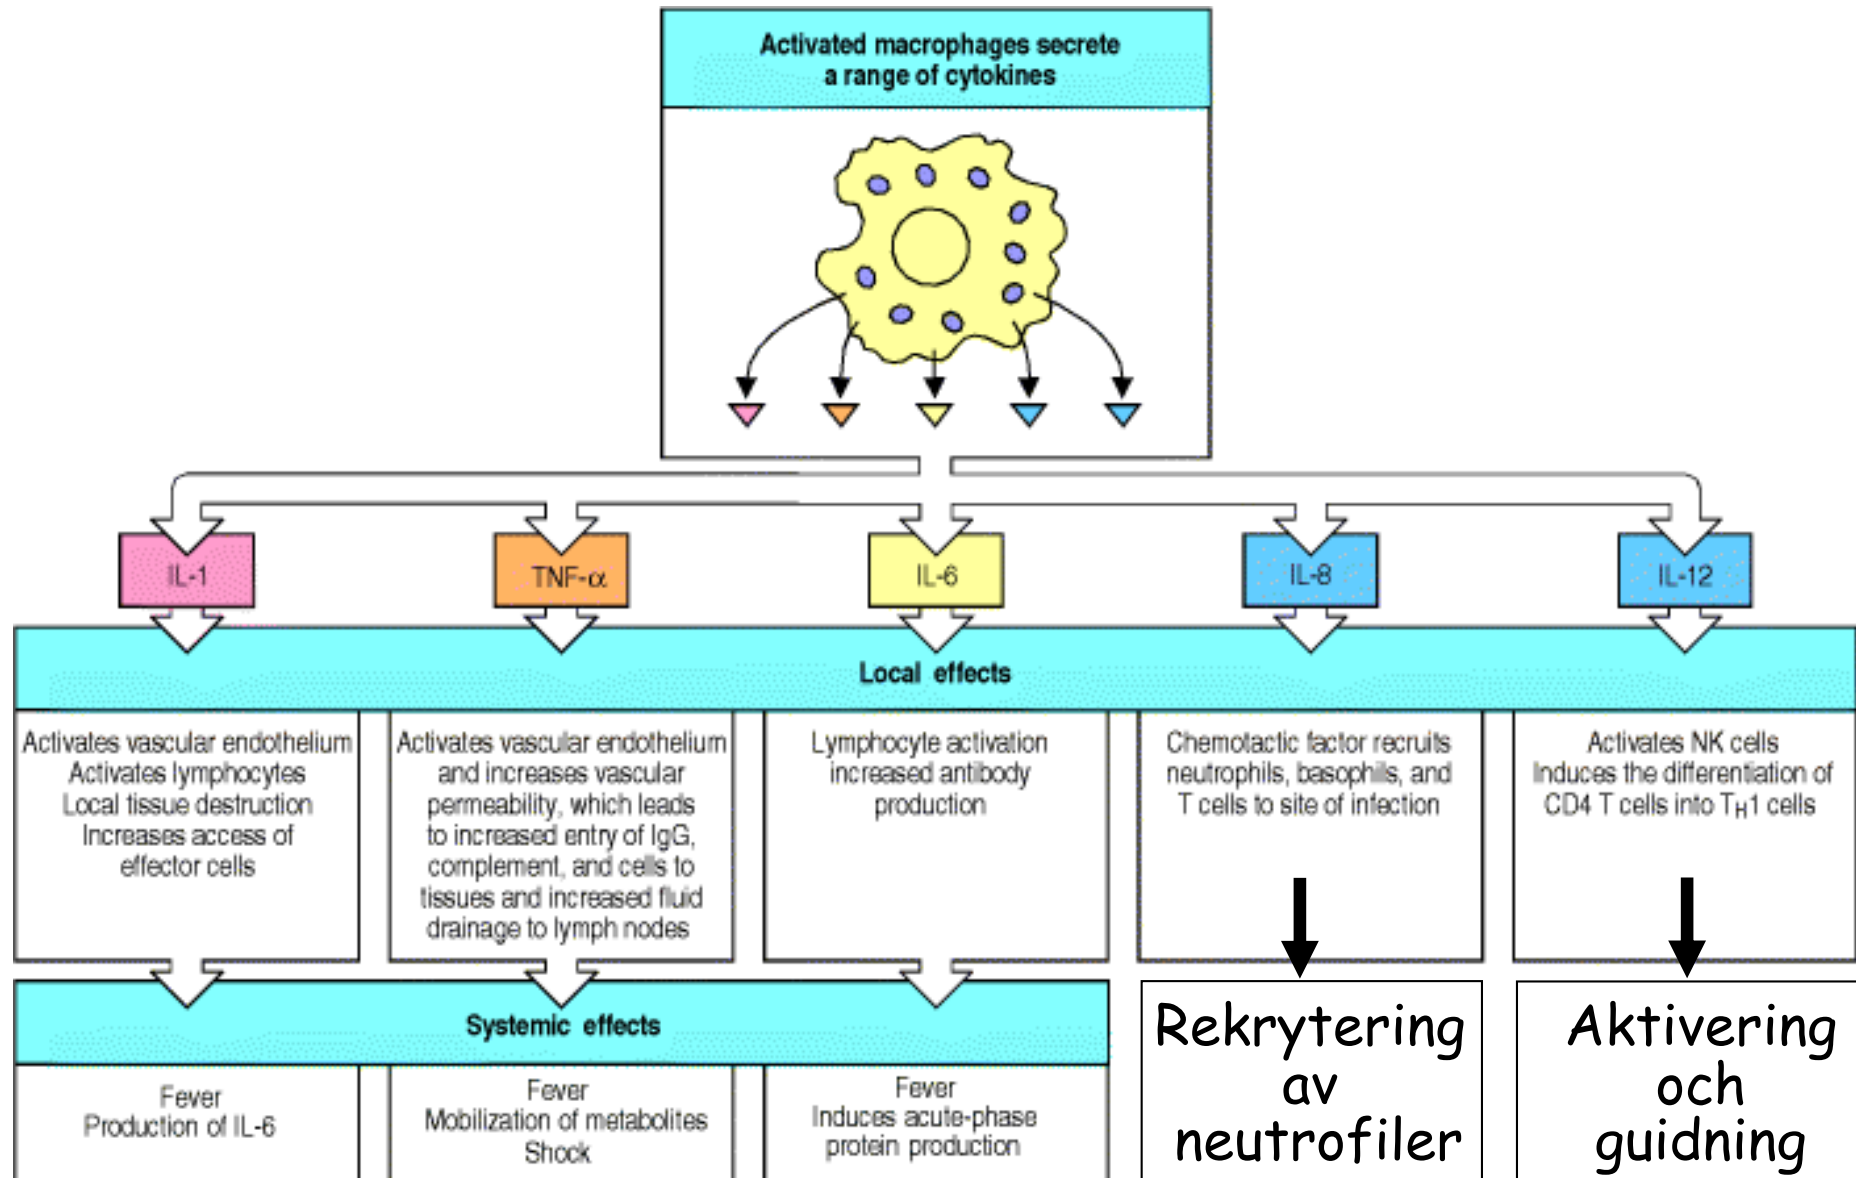 Activated macrophages secrete
a range of cytokines
IL-1
TNF-α
IL-6
IL-8
IL-12
Local effects
Activates vascular endothelium
Activates lymphocytes
Local tissue destruction
Increases access of
effector cells
Activates vascular endothelium
and increases vascular
permeability, which leads
to increased entry of IgG,
complement, and cells to
tissues and increased fluid
drainage to lymph nodes
Lymphocyte activation
increased antibody
production
Chemotactic factor recruits
neutrophils, basophils, and
T cells to site of infection
Activates NK cells
Induces the differentiation of
CD4 T cells into TH1 cells
Systemic effects
Fever
Production of IL-6
Fever
Mobilization of metabolites
Shock
Fever
Induces acute-phase
protein production
Rekrytering
av
neutrofiler
Aktivering
och
guidning